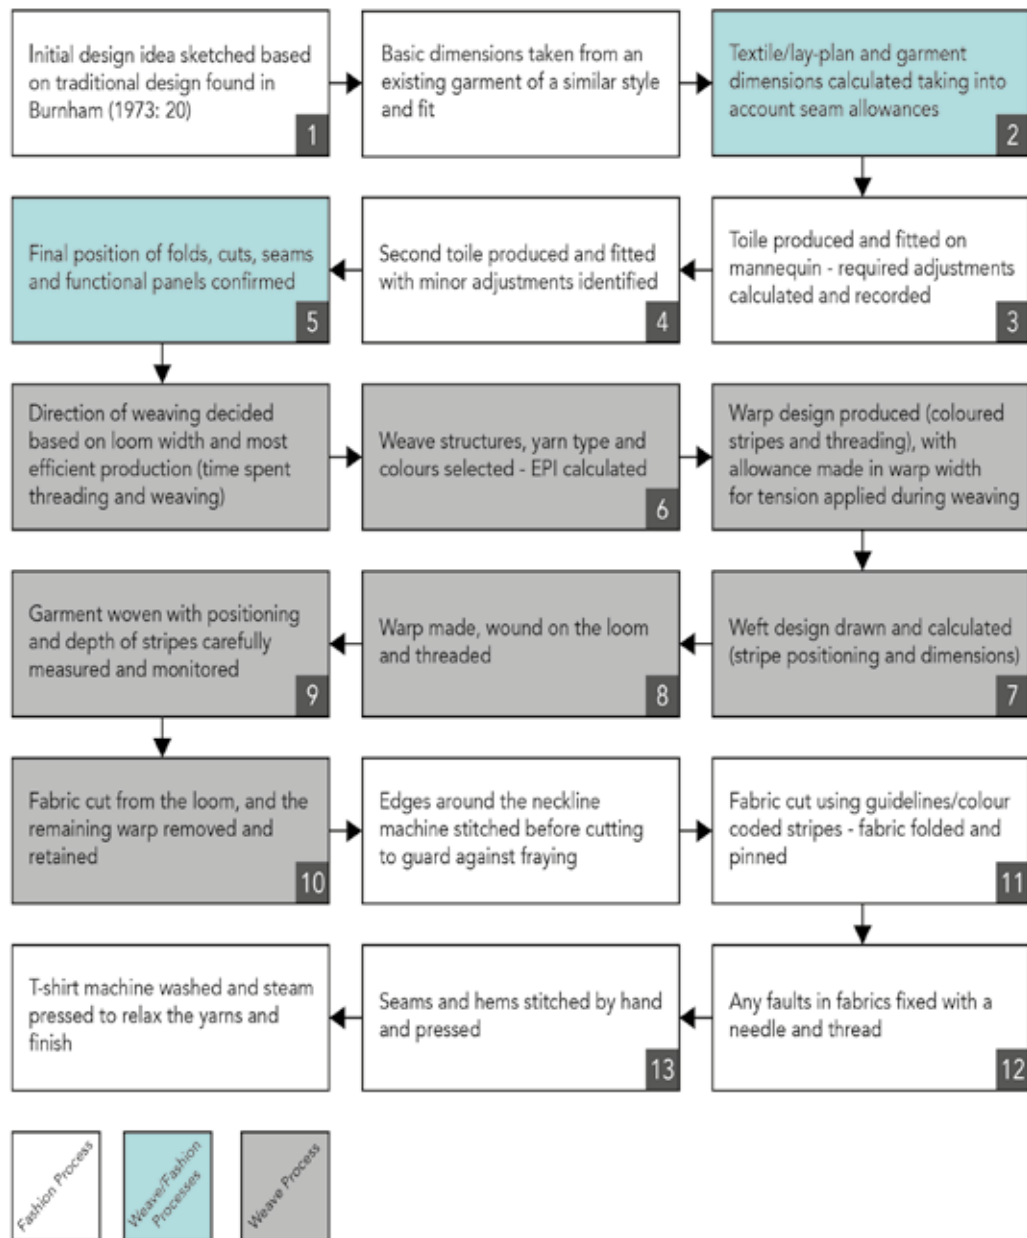 Initial design idea sketched based
on traditional design found in
Burnham (1973: 20)
1
Basic dimensions taken from an
existing garment of a similar style
and fit
Textile/lay-plan and garment
dimensions calculated taking into
account seam allowances
2
Toile produced and fitted on
mannequin - required adjustments
calculated and recorded
3
Second toile produced and fitted
with minor adjustments identified
4
Final position of folds, cuts, seams
and functional panels confirmed
5
Direction of weaving decided
based on loom width and most
efficient production (time spent
threading and weaving)
Weave structures, yarn type and
colours selected - EPI calculated
6
Warp design produced (coloured
stripes and threading), with
allowance made in warp width
for tension applied during weaving
Weft design drawn and calculated
(stripe positioning and dimensions)
7
Warp made, wound on the loom
and threaded
8
Garment woven with positioning
and depth of stripes carefully
measured and monitored
9
Fabric cut from the loom, and the
remaining warp removed and
retained
10
Edges around the neckline
machine stitched before cutting
to guard against fraying
Fabric cut using guidelines/colour
coded stripes - fabric folded and
pinned
11
Any faults in fabrics fixed with a
needle and thread
12
Seams and hems stitched by hand
and pressed
13
T-shirt machine washed and steam
pressed to relax the yarns and
finish
Fashion Process
Weave/Fashion
Processes
Weave Process